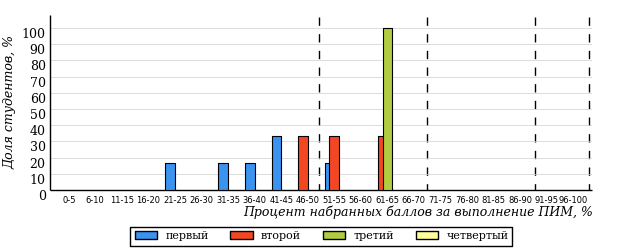 Доля студентов, %
100
90
80
70
60
50
40
30
20
10
0
0-5 6-10 11-15 16-20 21-25 26-30 31-35 36-40 41-45 46-50 51-55 56-60 61-65 66-70 71-75 76-80 81-85 86-90 91-95 96-100
Процент набранных баллов за выполнение ПИМ, %
первый второй третий четвертый